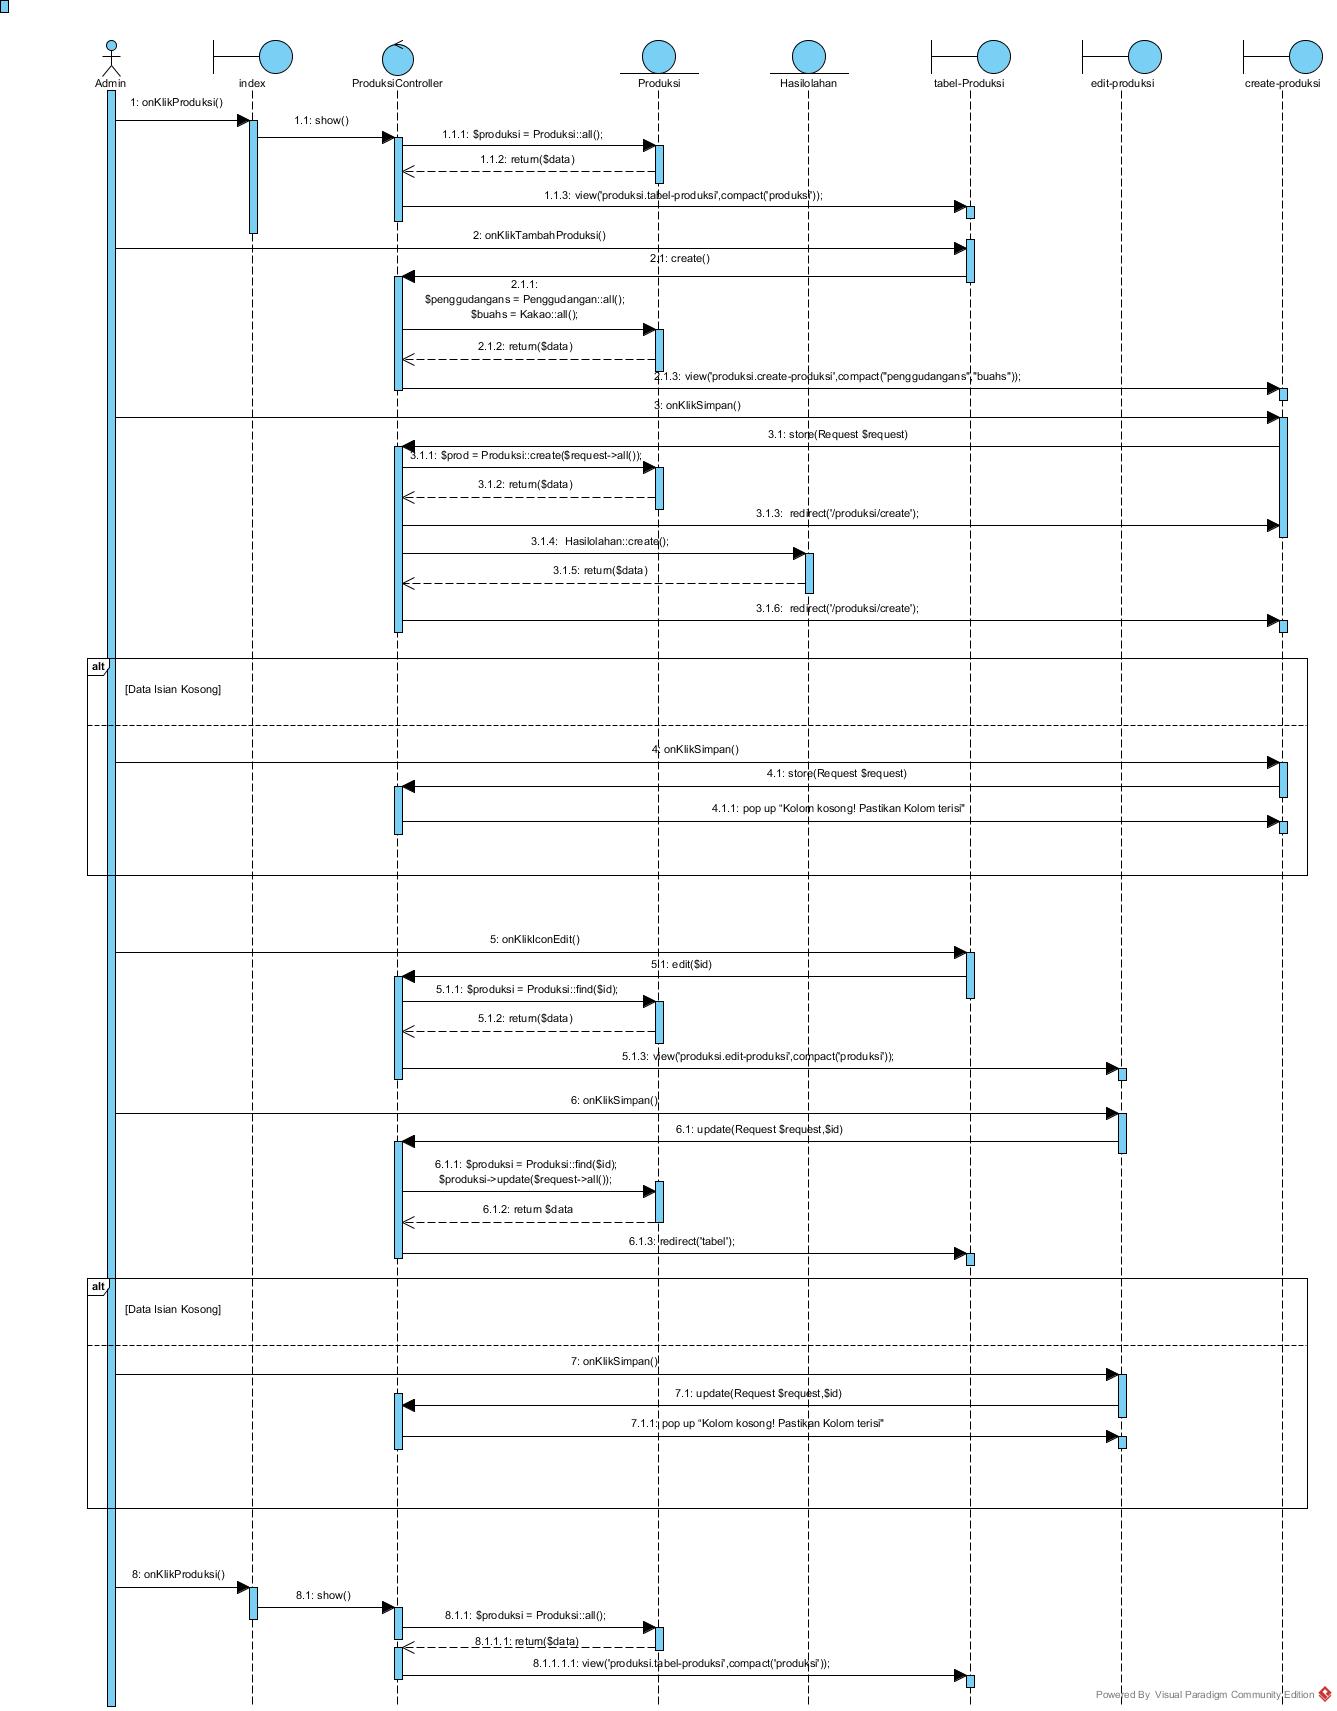 Admin
index
ProduksiController
Produksi
Hasilolahan
tabel-Produksi
edit-produksi
create-produksi
1: onKlikProduksi()
1.1: show()
1.1.1: $produksi = Produksi::all();
1.1.2: return($data)
1.1.3: view('produksi.tabel-produksi',compact('produksi'));
2: onKlikTambahProduksi()
2.1: create()
2.1.1:
$penggudangans = Penggudangan::all();
$buahs = Kakao::all();
2.1.2: return($data)
2.1.3: view('produksi.create-produksi',compact("penggudangans","buahs"));
3: onKlikSimpan()
3.1: store(Request $request)
3.1.1: $prod = Produksi::create($request->all());
3.1.2: return($data)
3.1.3: redirect('/produksi/create');
3.1.4: Hasilolahan::create();
3.1.5: return($data)
3.1.6: redirect('/produksi/create');
alt
[Data Isian Kosong]
4: onKlikSimpan()
4.1: store(Request $request)
4.1.1: pop up “Kolom kosong! Pastikan Kolom terisi"
5: onKlikIconEdit()
5.1: edit($id)
5.1.1: $produksi = Produksi::find($id);
5.1.2: return($data)
5.1.3: view('produksi.edit-produksi',compact('produksi'));
6: onKlikSimpan()
6.1: update(Request $request,$id)
6.1.1: $produksi = Produksi::find($id);
$produksi->update($request->all());
6.1.2: return $data
6.1.3: redirect('tabel');
alt
[Data Isian Kosong]
7: onKlikSimpan()
7.1: update(Request $request,$id)
7.1.1: pop up “Kolom kosong! Pastikan Kolom terisi"
8: onKlikProduksi()
8.1: show()
8.1.1: $produksi = Produksi::all();
8.1.1.1: return($data)
8.1.1.1.1: view('produksi.tabel-produksi',compact('produksi'));
Powered By Visual Paradigm Community Edition